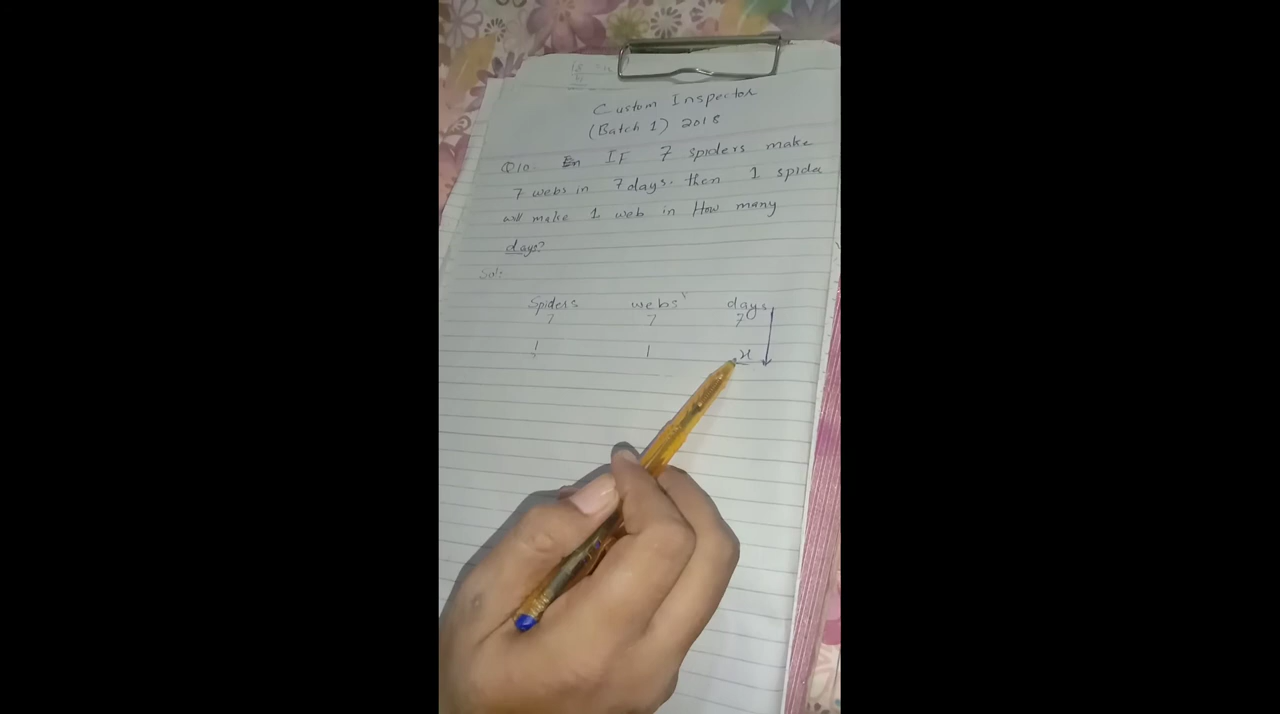 Custom Inspector
(Batch 1) 2018
Q10. En IF 7 spiders make
7 webs in 7 days. then 1 spider
will make 1 web in How many
days?
Sol:
Spiders webs days
7 7 7
1 1 x